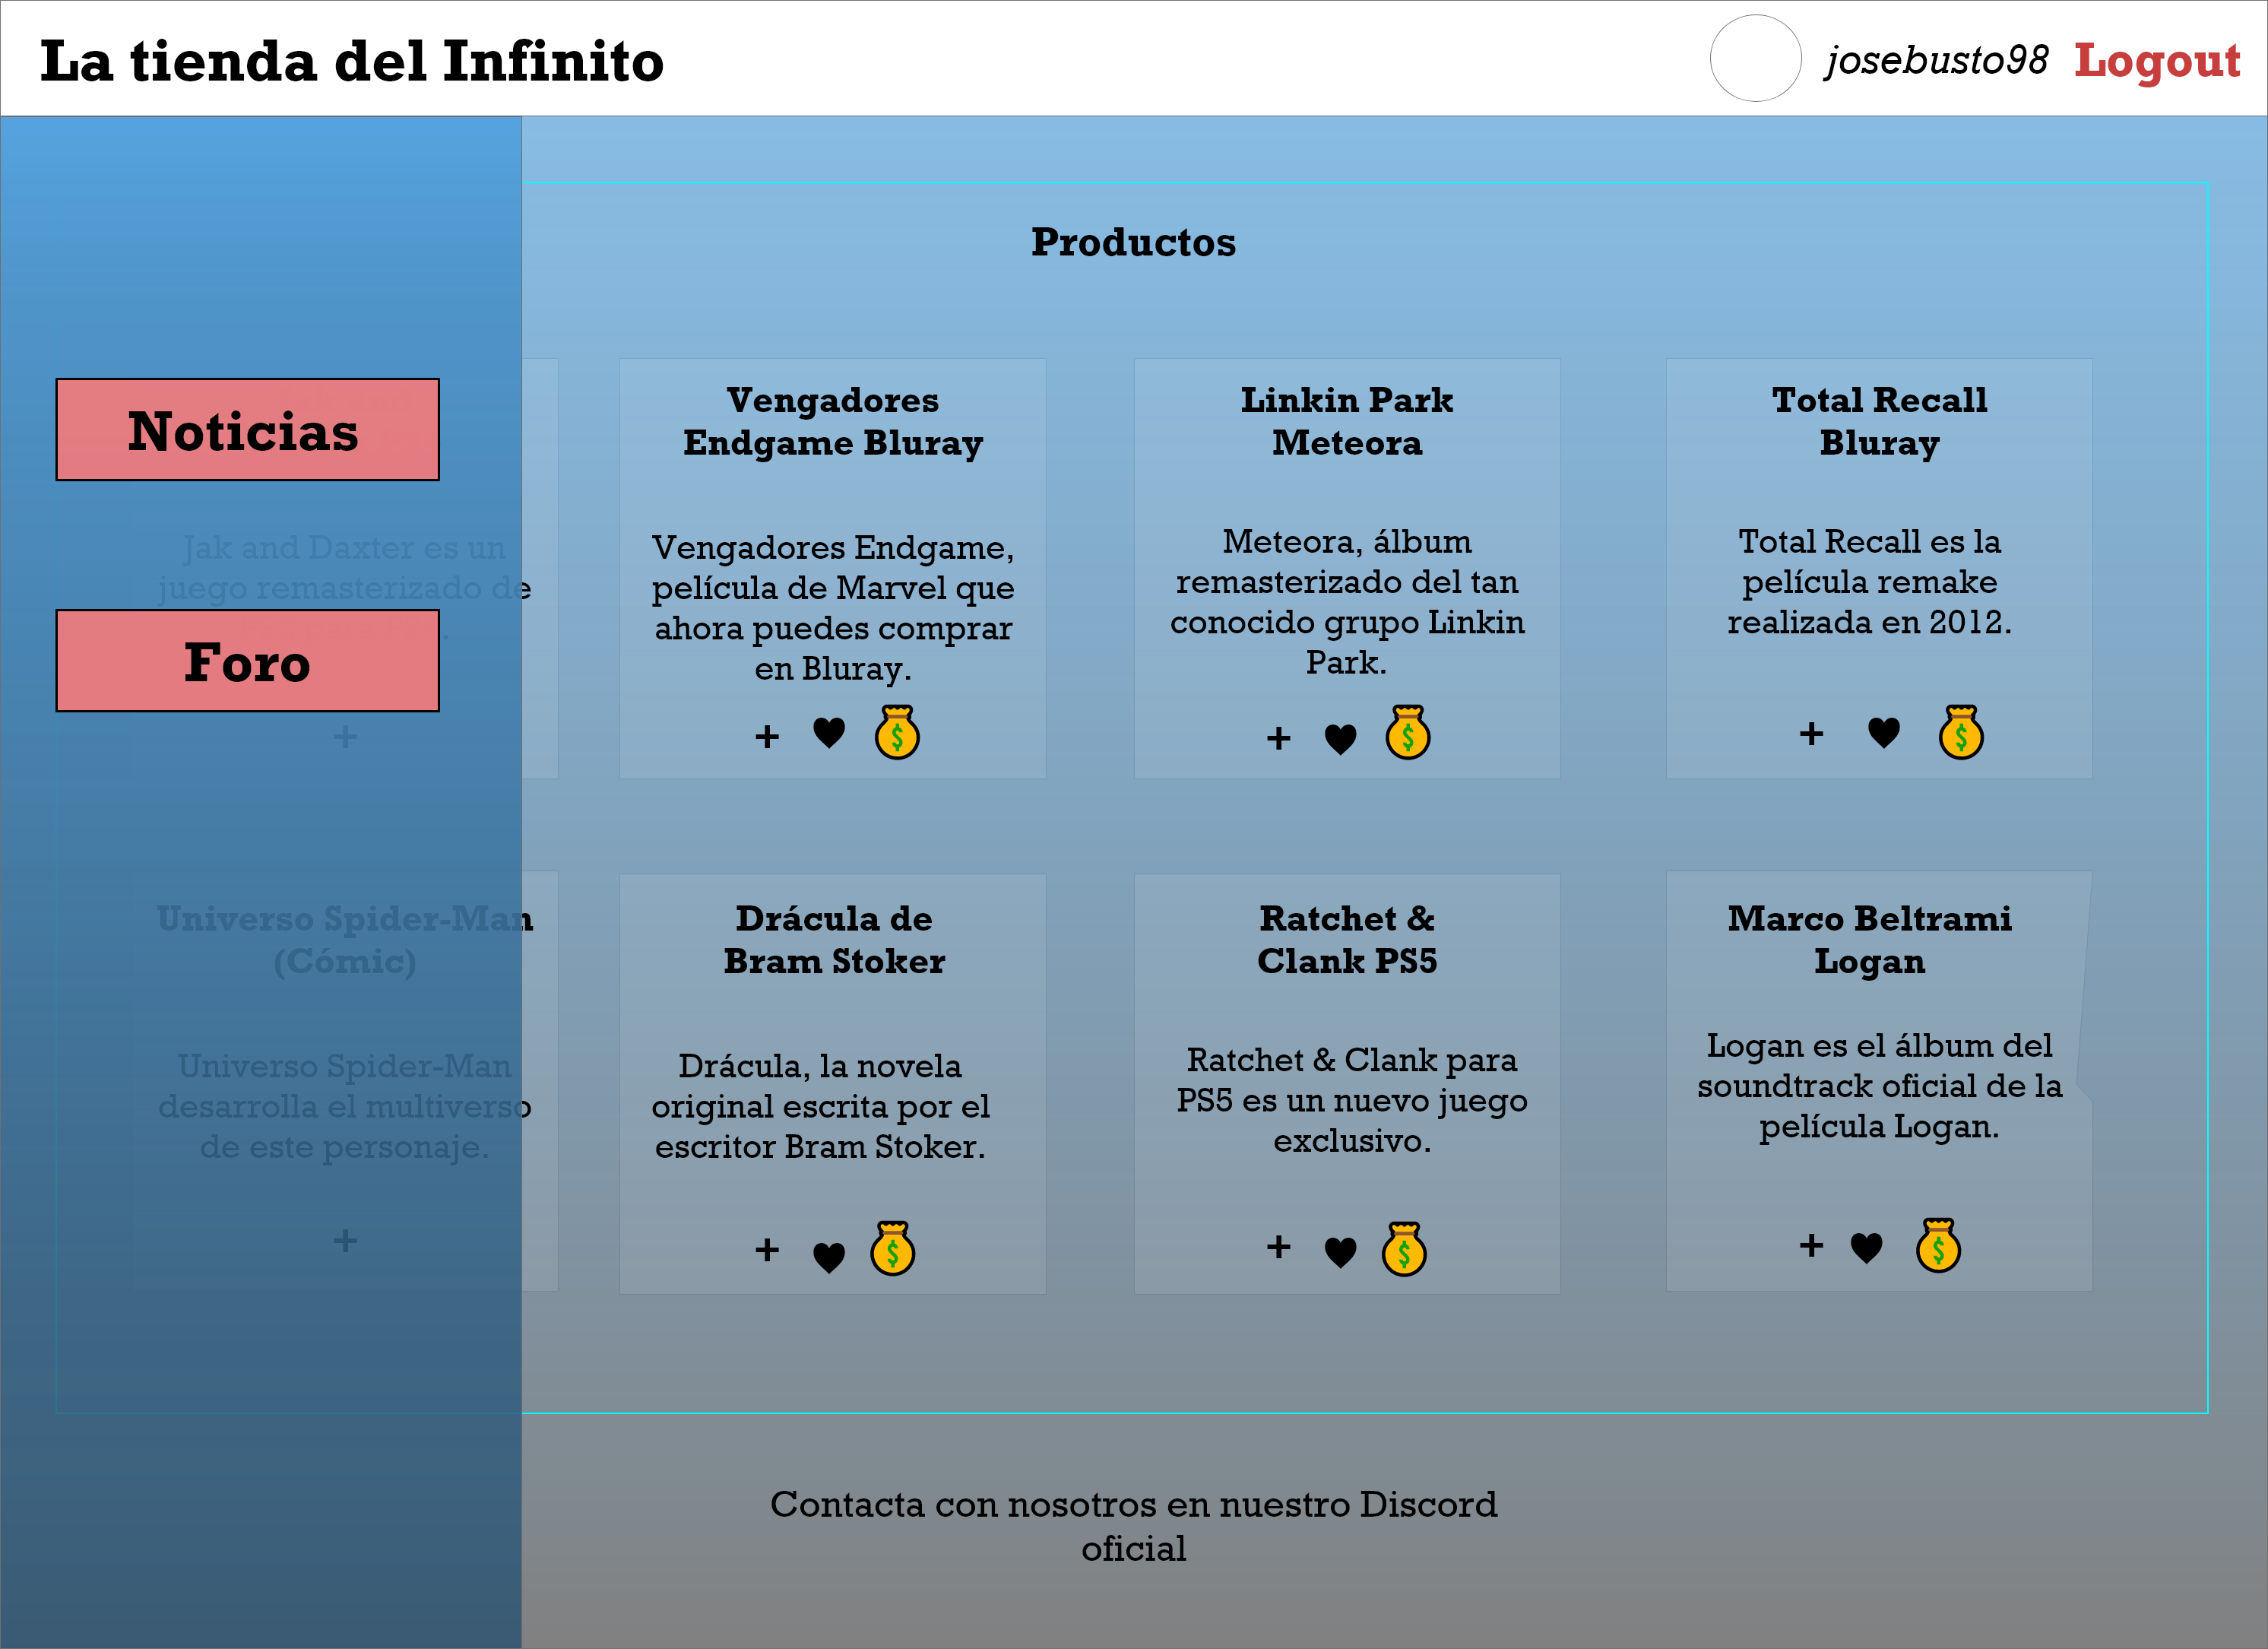 La tienda del Infinito
josebusto98 Logout
Productos
Noticias
Foro
Jak and Daxter es un
juego remasterizado de
+
Vengadores
Endgame Bluray
Vengadores Endgame,
película de Marvel que
ahora puedes comprar
en Bluray.
+
Linkin Park
Meteora
Meteora, álbum
remasterizado del tan
conocido grupo Linkin
Park.
+
Total Recall
Bluray
Total Recall es la
película remake
realizada en 2012.
+
Universo Spider-Man
(Cómic)
Universo Spider-Man
desarrolla el multiverso
de este personaje.
+
Drácula de
Bram Stoker
Drácula, la novela
original escrita por el
escritor Bram Stoker.
+
Ratchet &
Clank PS5
Ratchet & Clank para
PS5 es un nuevo juego
exclusivo.
+
Marco Beltrami
Logan
Logan es el álbum del
soundtrack oficial de la
película Logan.
+
Contacta con nosotros en nuestro Discord
oficial